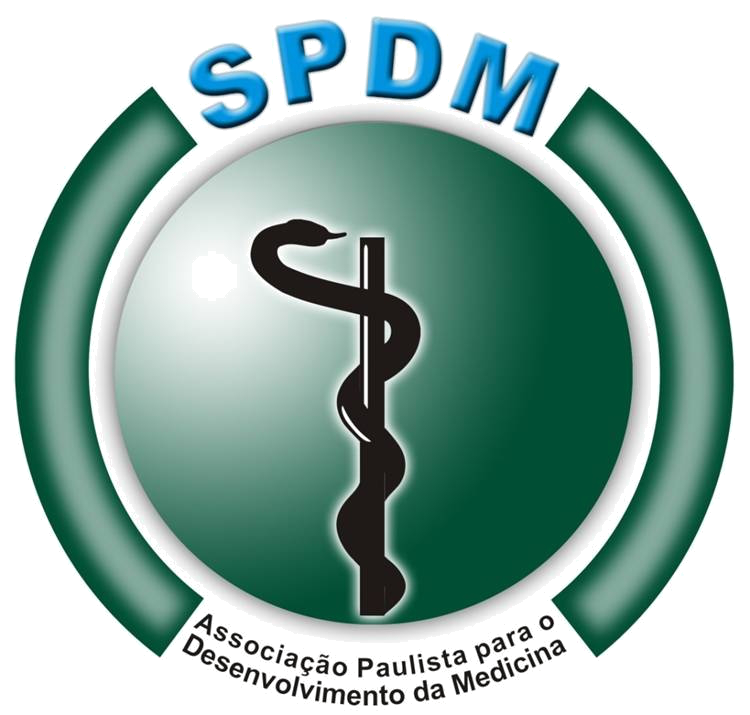 SPDM
Associação Paulista para o
Desenvolvimento da Medicina